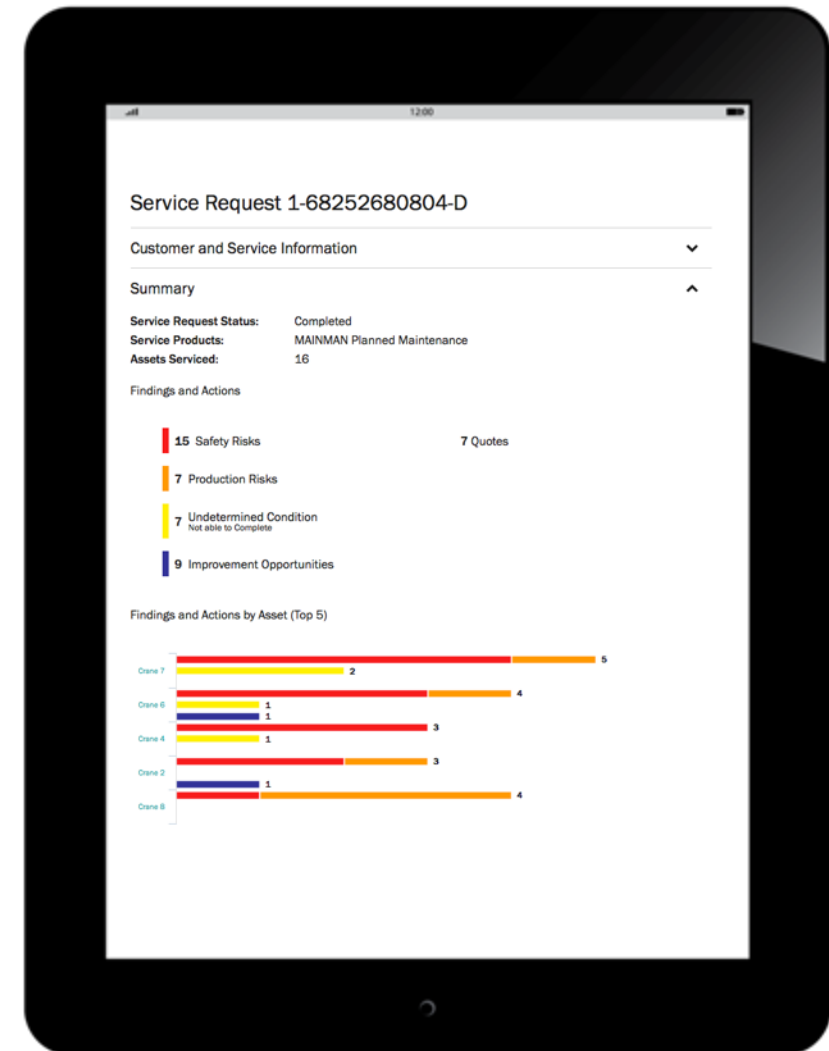 12:00
Service Request 1-68252680804-D
Customer and Service Information
Summary
Service Request Status: Completed
Service Products: MAINMAN Planned Maintenance
Assets Serviced: 16
Findings and Actions
15 Safety Risks 7 Quotes
7 Production Risks
7 Undetermined Condition
Not able to Complete
9 Improvement Opportunities
Findings and Actions by Asset (Top 5)
5
Crane 7 2
4
Crane 6 1
1
3
Crane 4 1
3
Crane 2
1
4
Crane 8